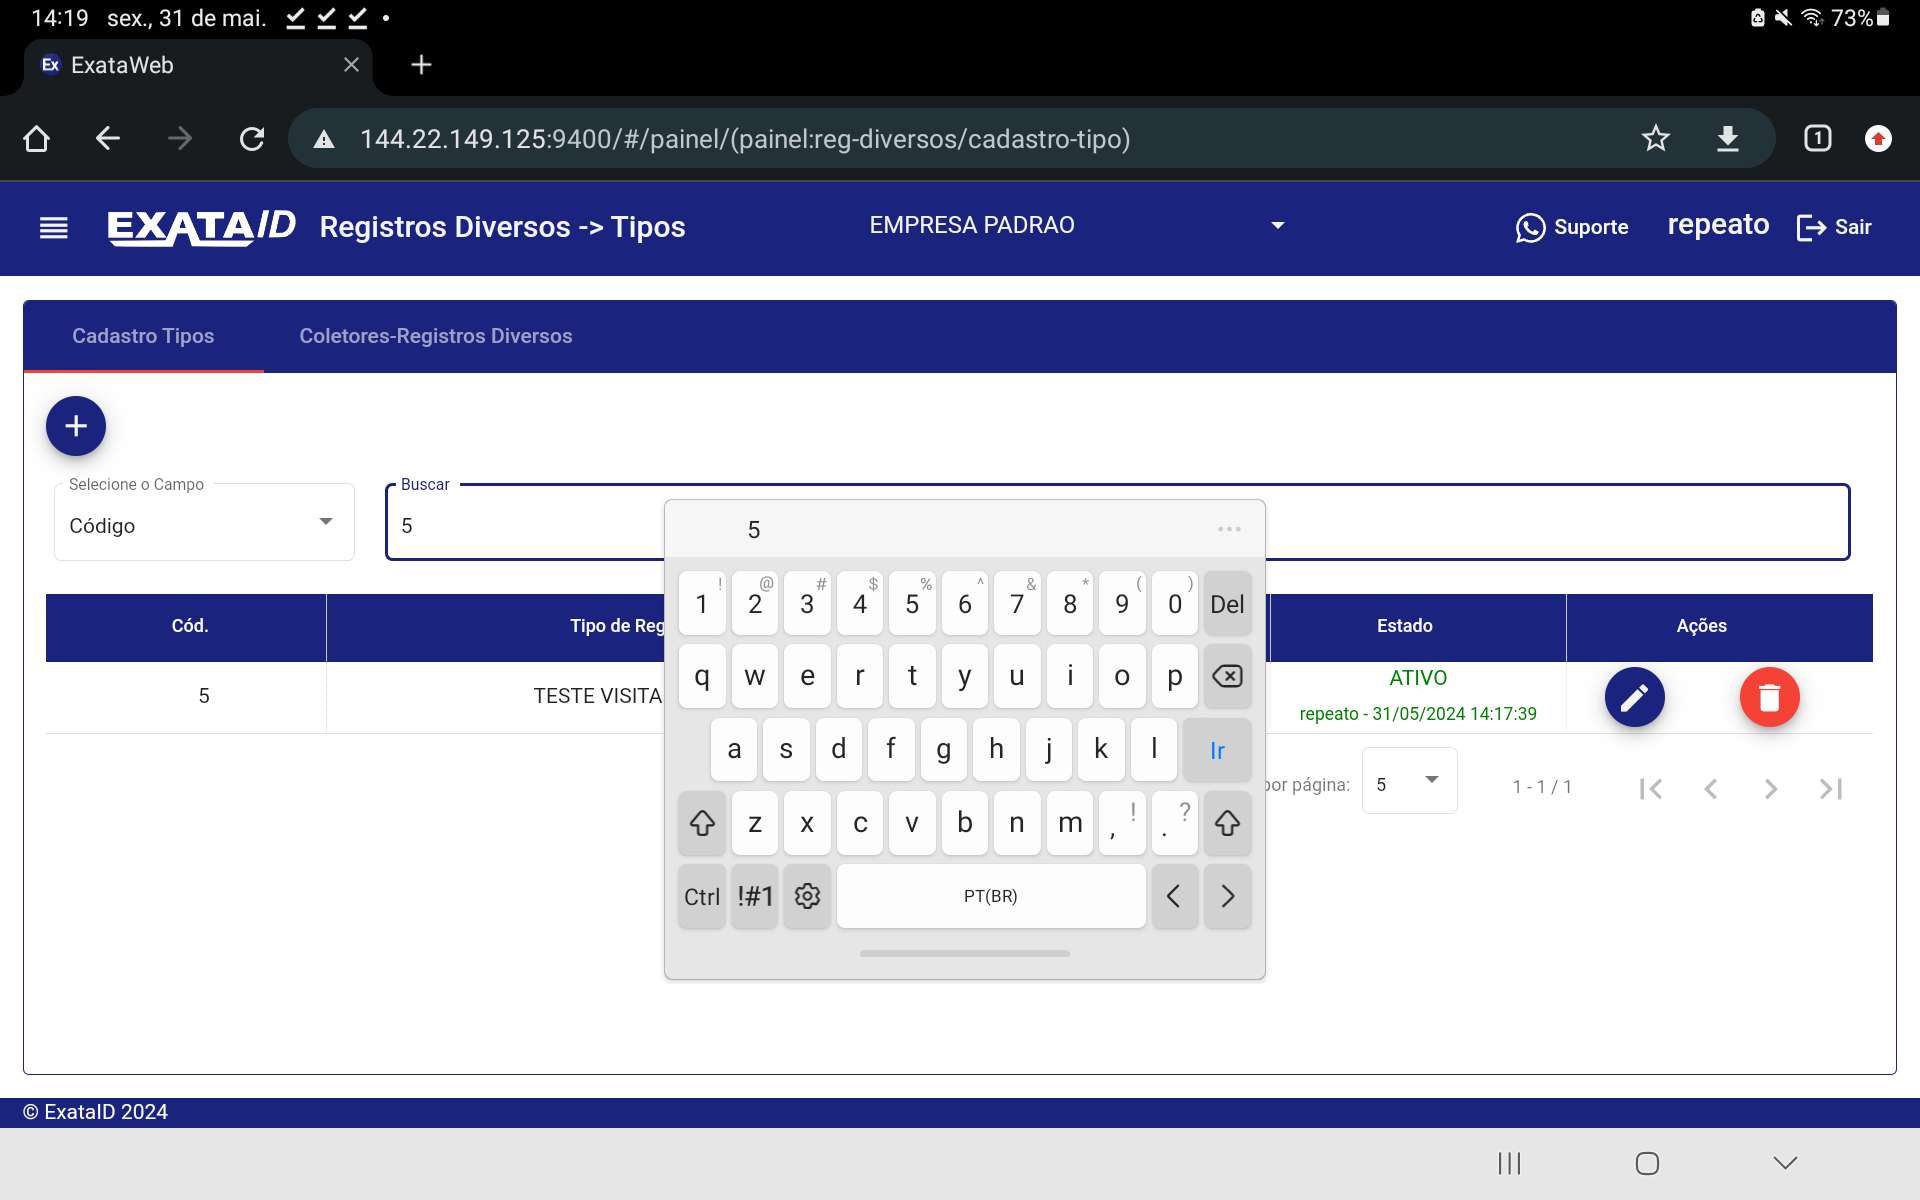 14:19 sex., 31 de mai. 73%
Ex ExataWeb
144.22.149.125:9400/#/painel/(painel:reg-diversos/cadastro-tipo) 1
EXATA ID Registros Diversos -> Tipos EMPRESA PADRAO Suporte repeato Sair
Cadastro Tipos Coletores-Registros Diversos
+
Selecione o Campo Buscar
Código 5
5 ...
Cód. Tipo de Reg Estado Ações
5 TESTE VISITA ATIVO
repeato - 31/05/2024 14:17:39
por página: 5 1 - 1 / 1
! @ # $ % ^ & * ( )
1 2 3 4 5 6 7 8 9 0 Del
q w e r t y u i o p
a s d f g h j k l Ir
z x c v b n m , ! . ?
Ctrl !#1 PT(BR) < >
© ExataID 2024